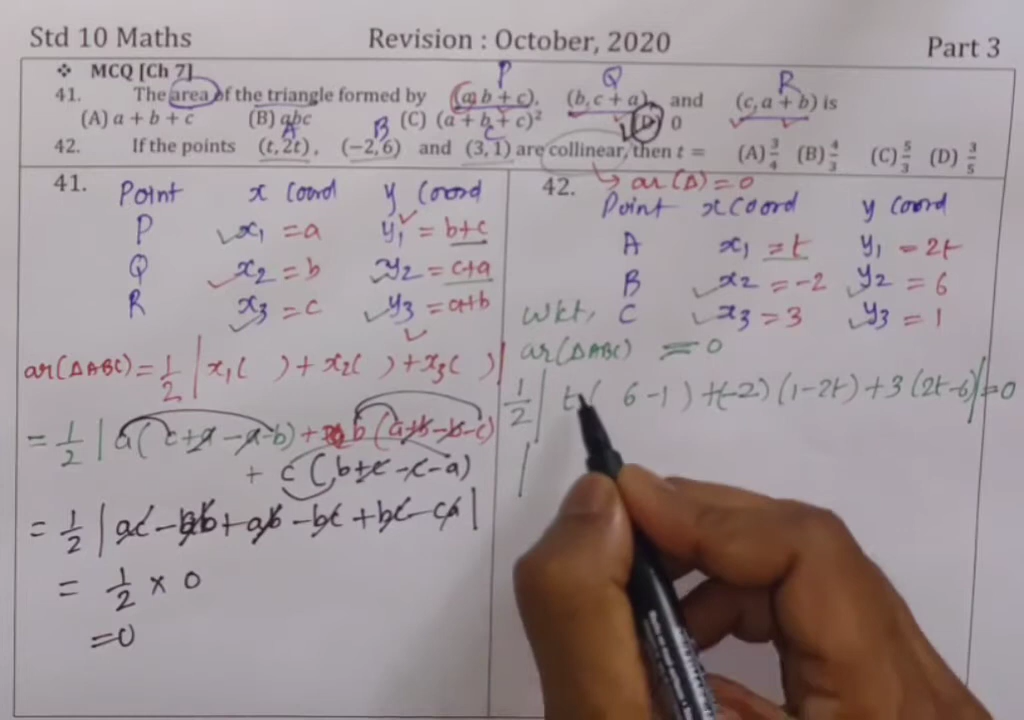 Std 10 Maths Revision : October, 2020 Part 3
❖ MCQ [Ch 7]
P Q R
41. The area of the triangle formed by (a, b + c), (b, c + a) and (c, a + b) is
(A) a + b + c (B) abc (C) (a + b + c)² (D) 0
A B C
42. If the points (t, 2t), (−2, 6) and (3, 1) are collinear, then t = (A) 3/4 (B) 4/3 (C) 5/3 (D) 3/5
41.
Point x Coord y Coord
P x1 = a y1 = b+c
Q x2 = b y2 = c+a
R x3 = c y3 = a+b
ar(ΔABC) = 1/2 | x1( ) + x2( ) + x3( ) |
= 1/2 | a(c+a-a-b) + b(a+b-b-c)
+ c(b+c-c-a)
= 1/2 | ac - ab + ab - bc + bc - ca |
= 1/2 × 0
= 0
42.
→ ar(Δ) = 0
Point x Coord y Coord
A x1 = t y1 = 2t
B x2 = -2 y2 = 6
wkt, C x3 = 3 y3 = 1
ar(ΔABC) = 0
1/2 | t( 6-1 ) + (-2) (1-2t) + 3 (2t-6) | = 0
|